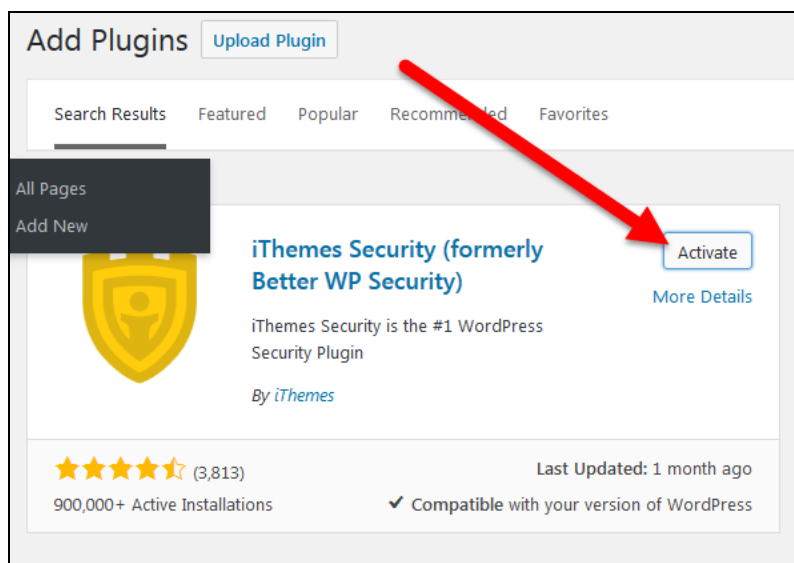 Add Plugins Upload Plugin
Search Results Featured Popular Recommended Favorites
All Pages
Add New
iThemes Security (formerly
Better WP Security)
Activate
More Details
iThemes Security is the #1 WordPress
Security Plugin
By iThemes
(3,813)
Last Updated: 1 month ago
900,000+ Active Installations
Compatible with your version of WordPress